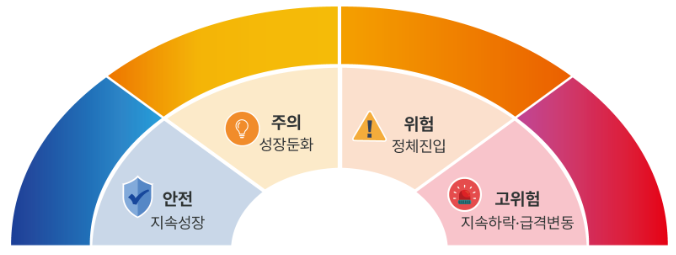 안전
지속성장
주의
성장둔화
위험
정체진입
고위험
지속하락·급격변동